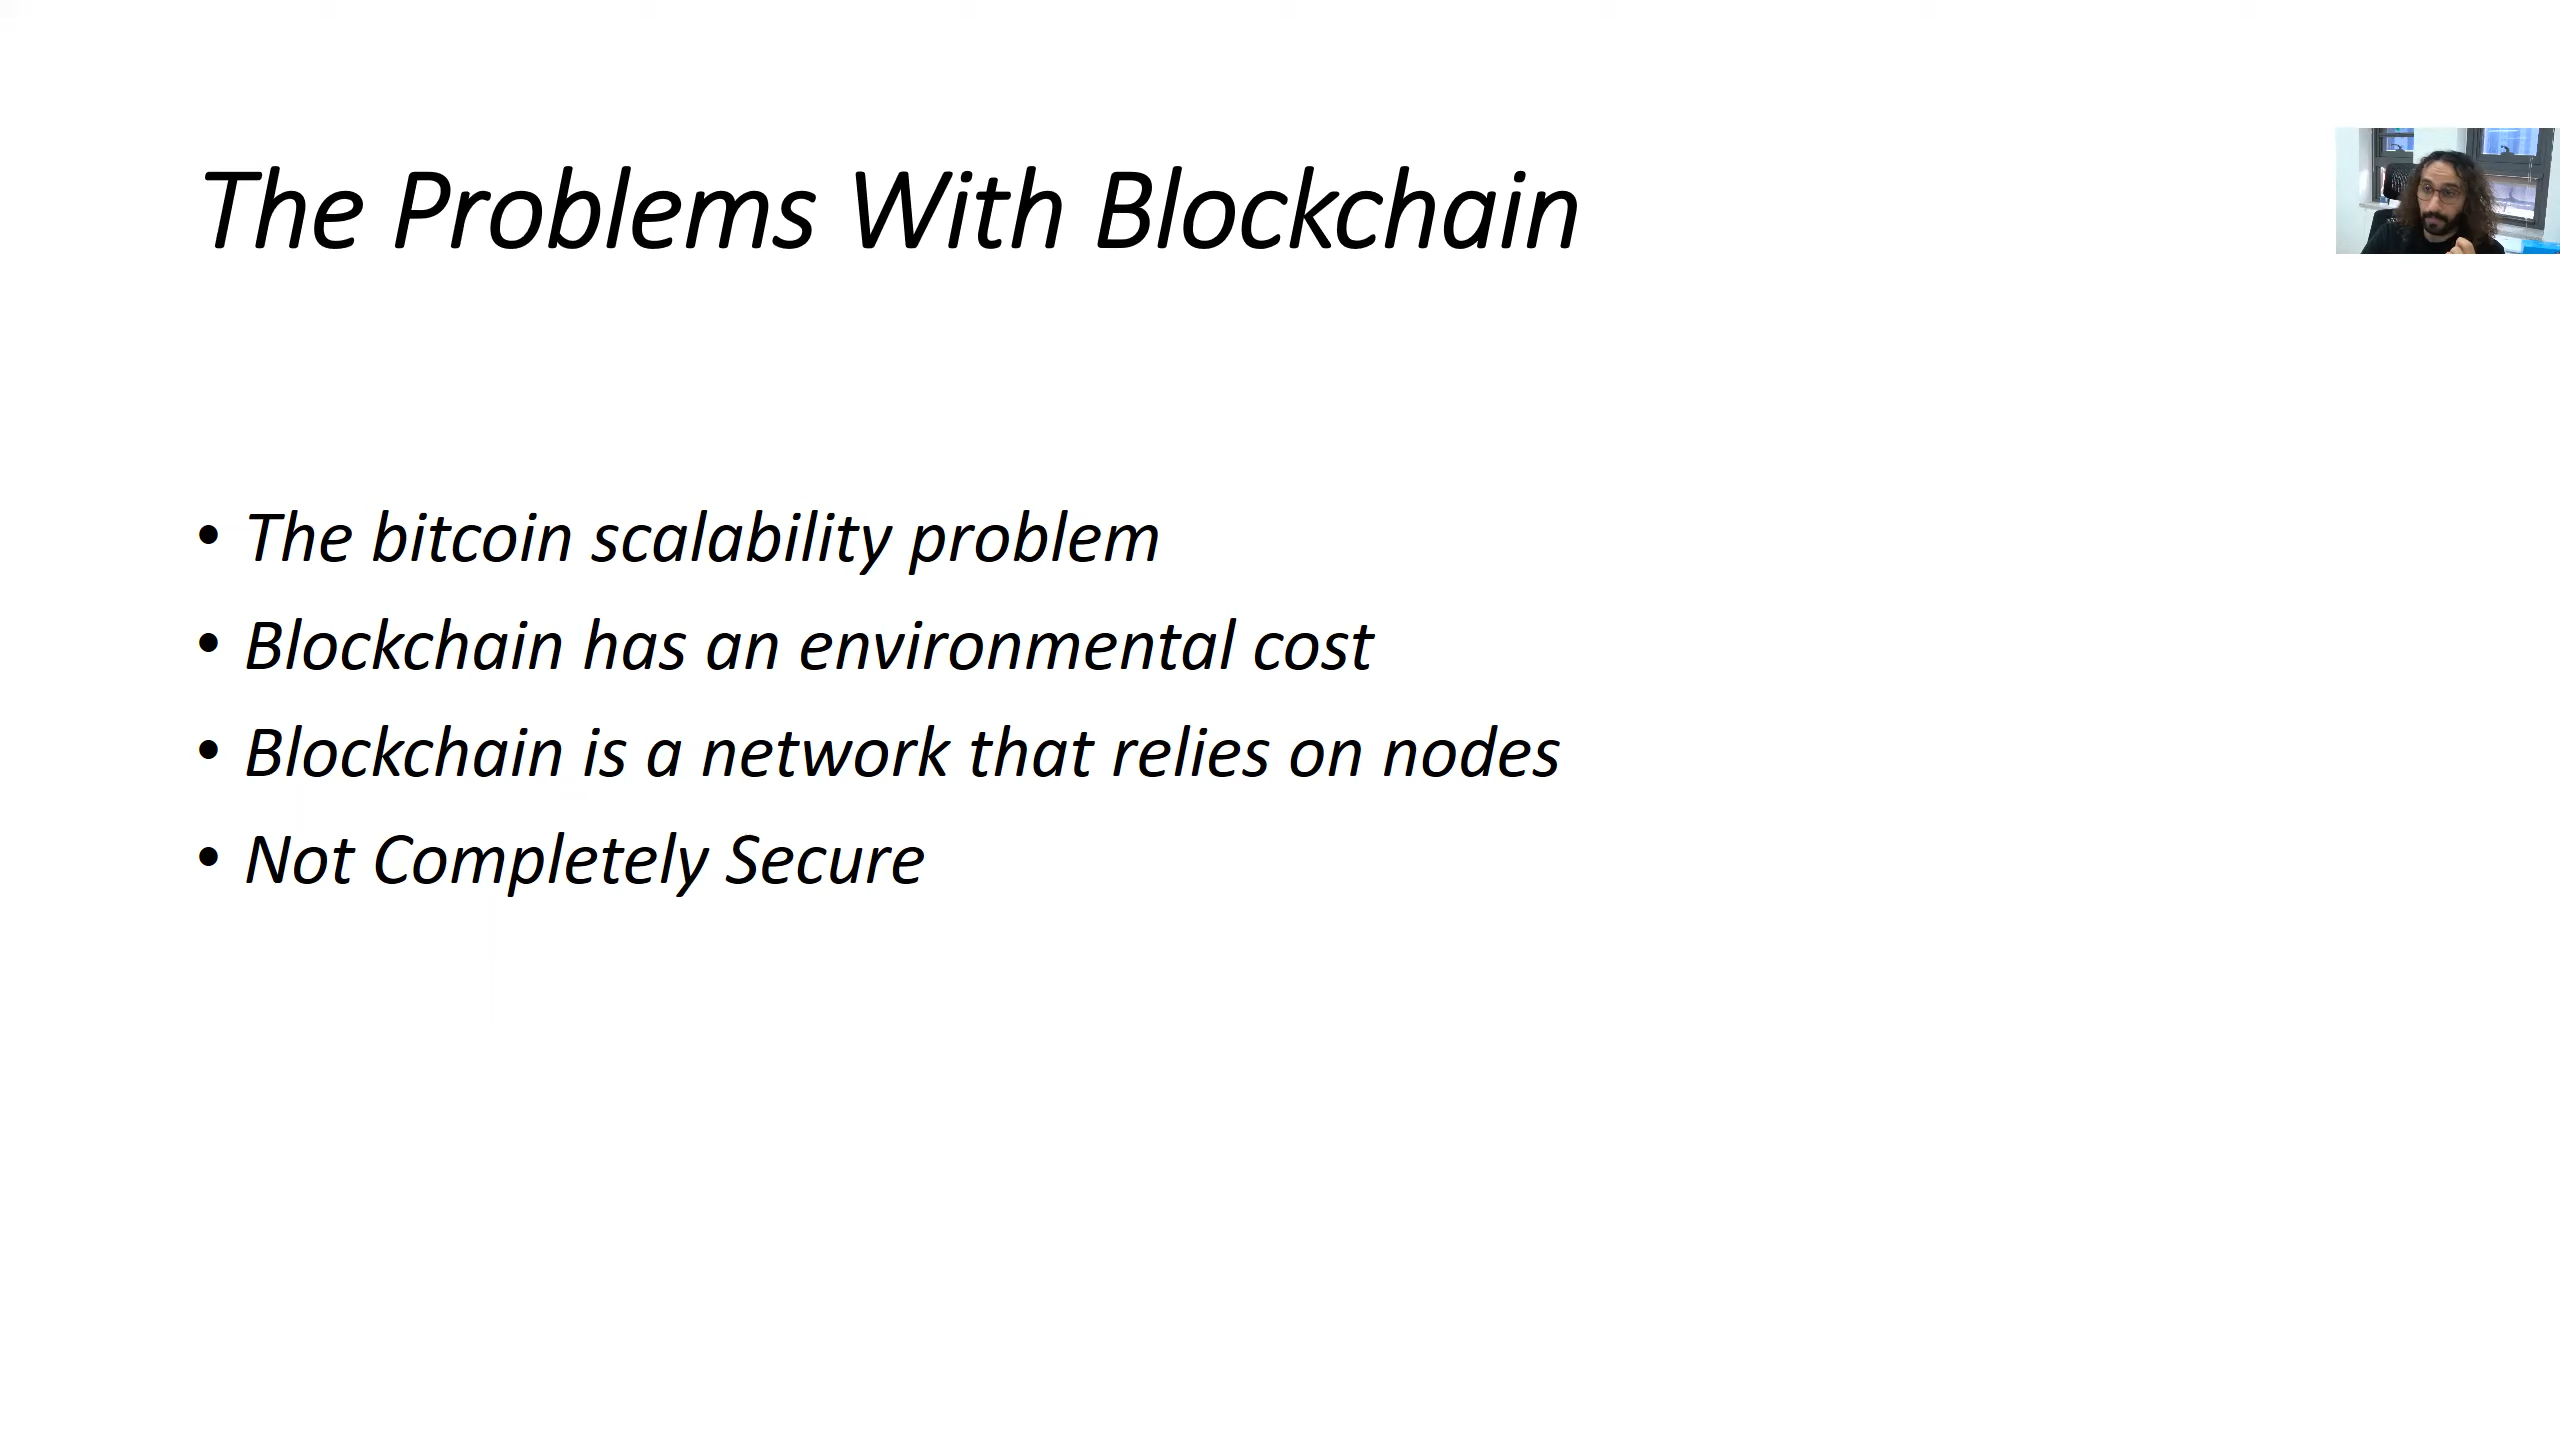 The Problems With Blockchain
• The bitcoin scalability problem
• Blockchain has an environmental cost
• Blockchain is a network that relies on nodes
• Not Completely Secure